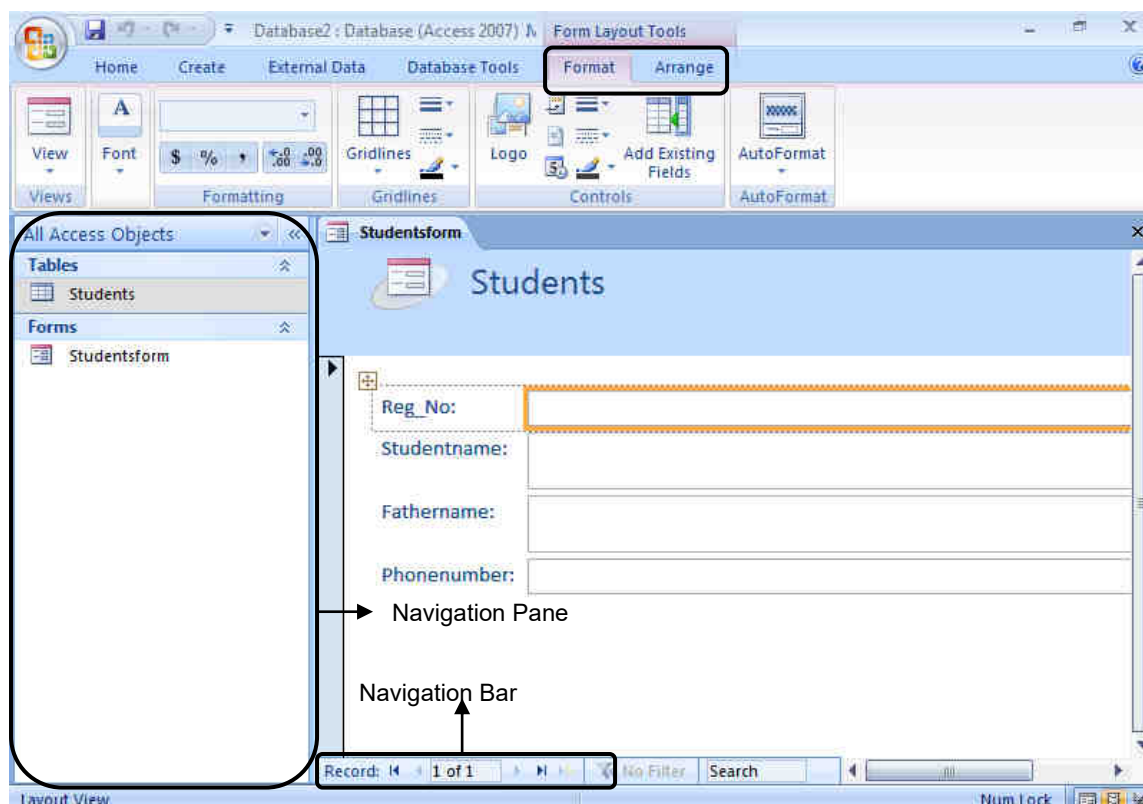 Database2 : Database (Access 2007) Form Layout Tools
Home Create External Data Database Tools Format Arrange
View Font $ % , Gridlines Logo Add Existing Fields AutoFormat
Views Formatting Gridlines Controls AutoFormat
All Access Objects
Studentsform
Tables
Students
Forms
Studentsform
Students
Reg_No:
Studentname:
Fathername:
Phonenumber:
Navigation Pane
Navigation Bar
Record: 1 of 1 No Filter Search
Layout View Num Lock